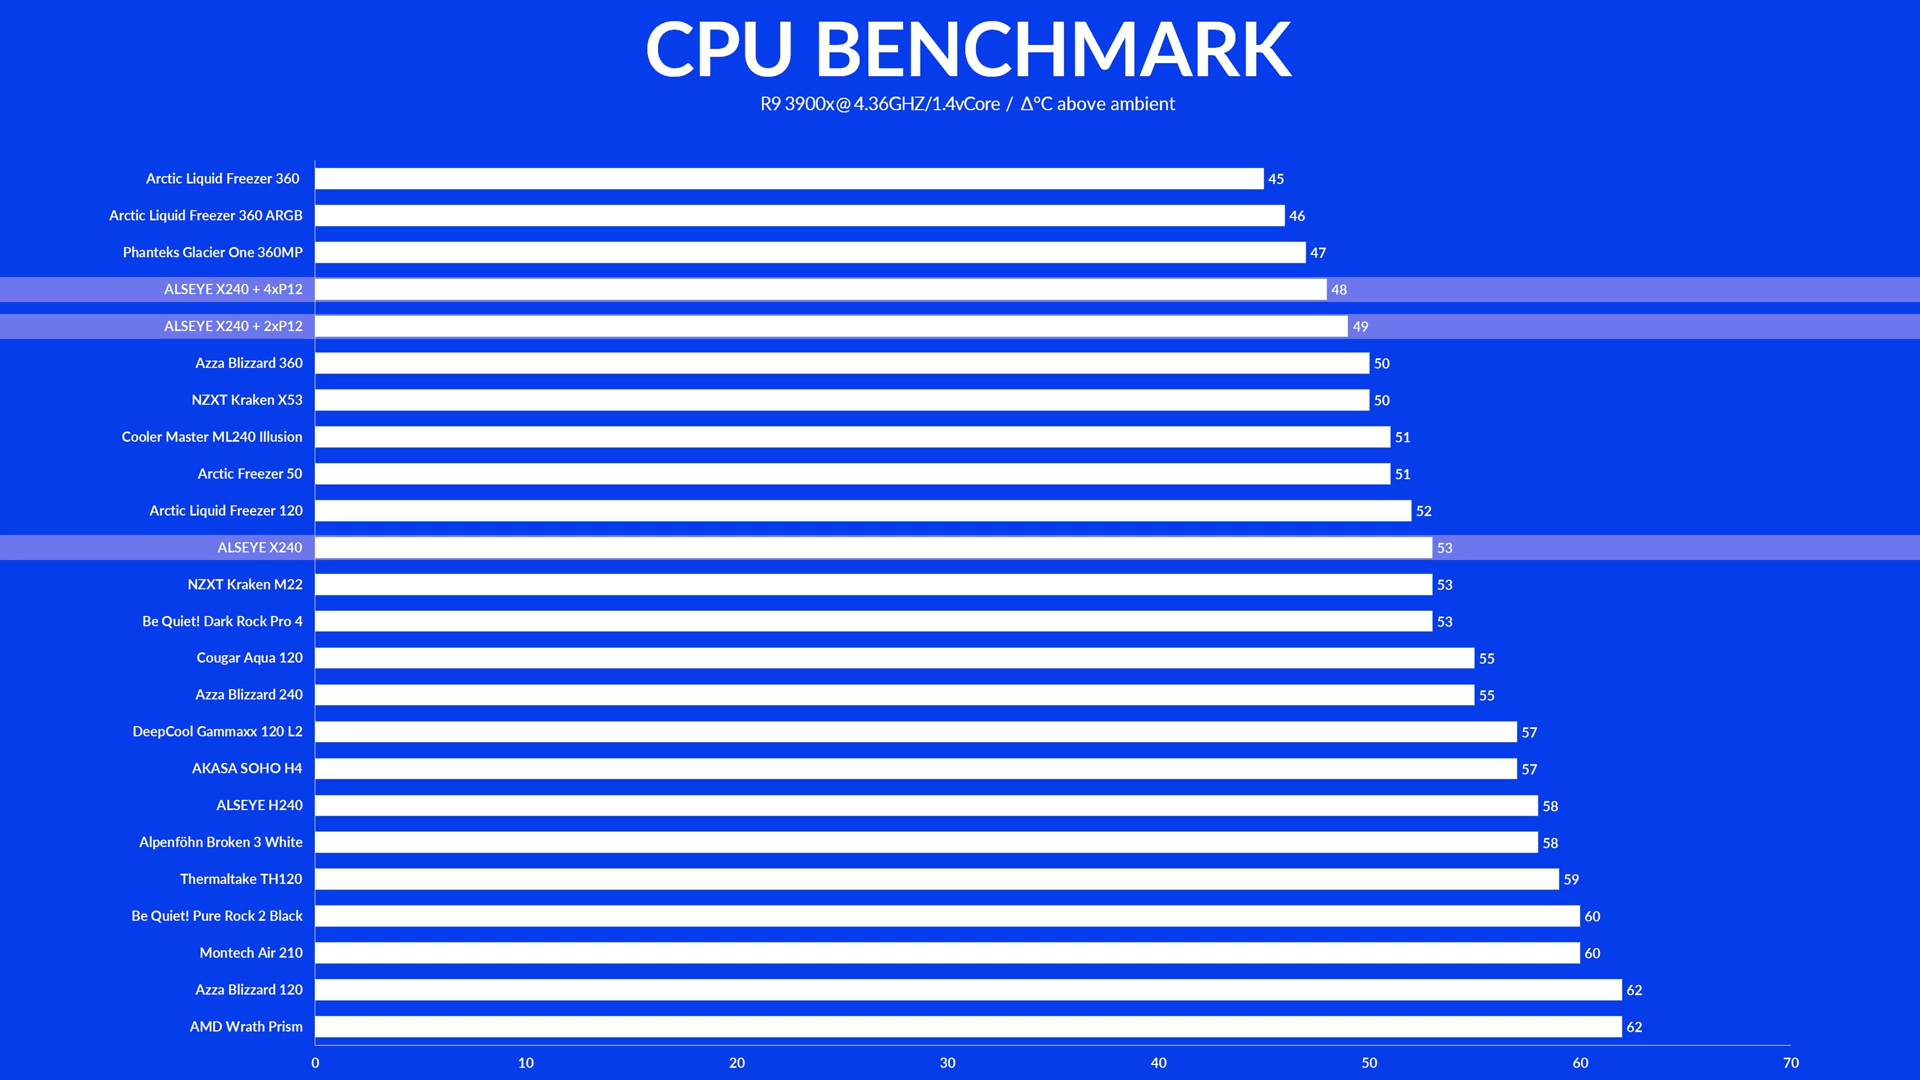 CPU BENCHMARK
R9 3900x@4.36GHZ/1.4vCore / Δ°C above ambient
Arctic Liquid Freezer 360 45
Arctic Liquid Freezer 360 ARGB 46
Phanteks Glacier One 360MP 47
ALSEYE X240 + 4xP12 48
ALSEYE X240 + 2xP12 49
Azza Blizzard 360 50
NZXT Kraken X53 50
Cooler Master ML240 Illusion 51
Arctic Freezer 50 51
Arctic Liquid Freezer 120 52
ALSEYE X240 53
NZXT Kraken M22 53
Be Quiet! Dark Rock Pro 4 53
Cougar Aqua 120 55
Azza Blizzard 240 55
DeepCool Gammaxx 120 L2 57
AKASA SOHO H4 57
ALSEYE H240 58
Alpenföhn Broken 3 White 58
Thermaltake TH120 59
Be Quiet! Pure Rock 2 Black 60
Montech Air 210 60
Azza Blizzard 120 62
AMD Wrath Prism 62
0 10 20 30 40 50 60 70